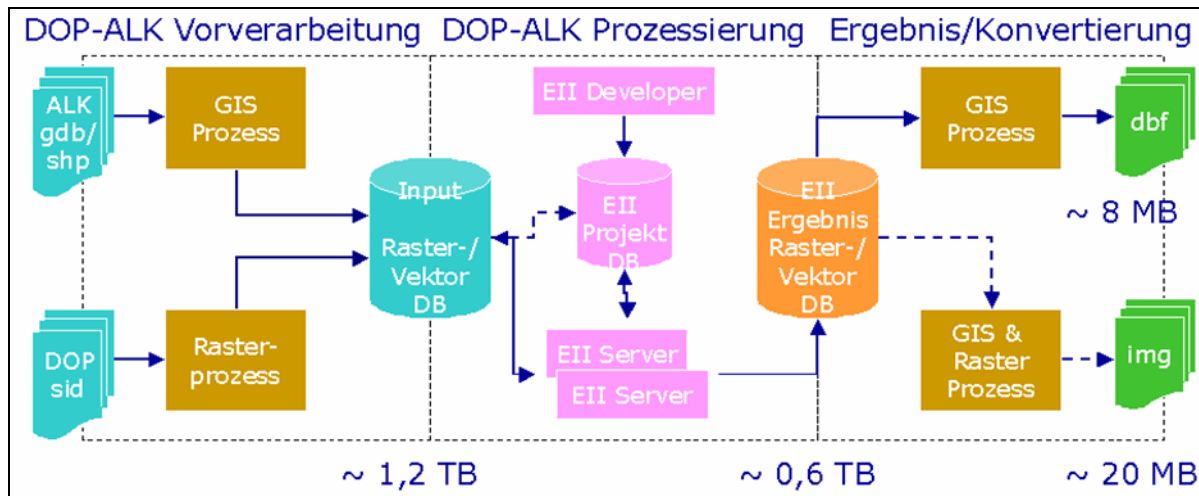 DOP-ALK Vorverarbeitung
DOP-ALK Prozessierung
Ergebnis/Konvertierung
ALK
gdb/
shp
GIS
Prozess
DOP
sid
Raster-
prozess
Input
Raster-/
Vektor
DB
EII Developer
EII
Projekt
DB
EII Server
EII Server
EII
Ergebnis
Raster-/
Vektor
DB
GIS
Prozess
dbf
~ 8 MB
GIS &
Raster
Prozess
img
~ 1,2 TB
~ 0,6 TB
~ 20 MB